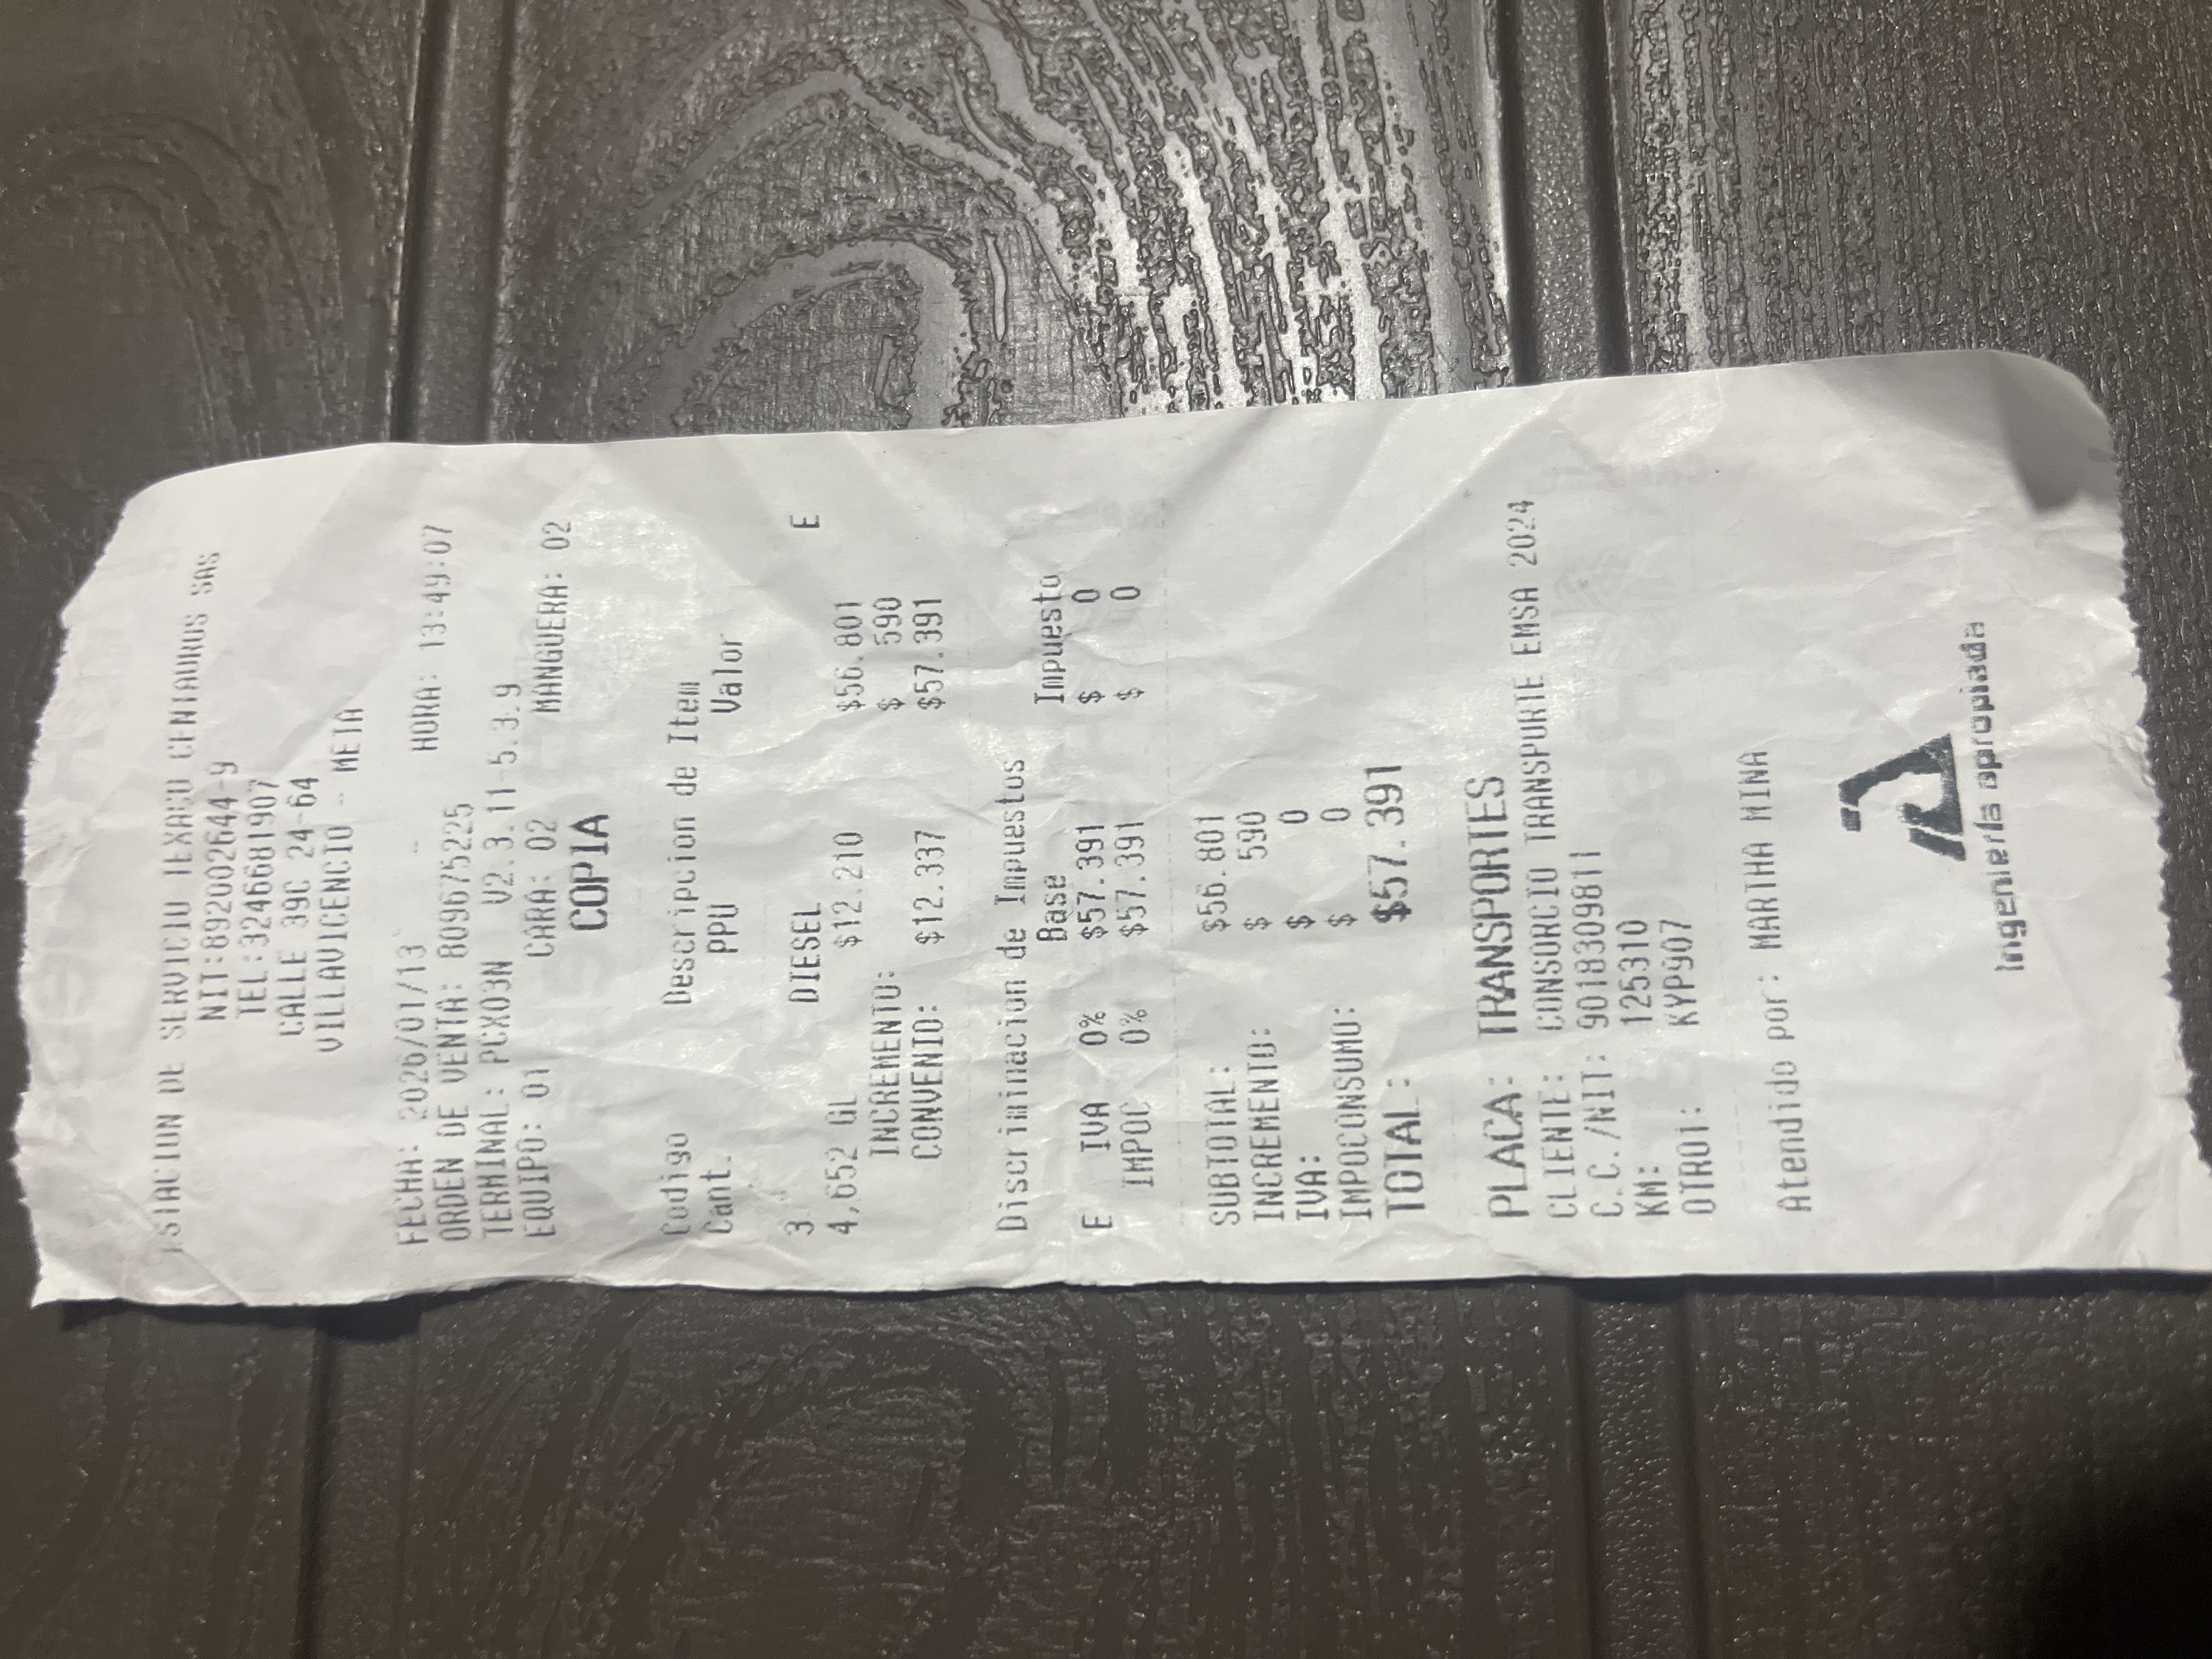 ESTACION DE SERVICIO TEXACO CENTAUROS SAS
NIT:892002644-9
TEL:3246681907
CALLE 39C 24-64
VILLAVICENCIO - META
FECHA: 2026/01/13 - HORA: 13:49:07
ORDEN DE VENTA: 809675225
TERMINAL: PCX03N V2.3.11-5.3.9
EQUIPO: 01 CARA: 02 MANGUERA: 02
COPIA
Codigo Descripcion de Item
Cant. PPU Valor
3 DIESEL E
4,652 GL $12.210 $56.801
INCREMENTO: $ 590
CONVENIO: $12.337 $57.391
Discriminacion de Impuestos
Base Impuesto
E IVA 0% $57.391 $ 0
IMPOC 0% $57.391 $ 0
SUBTOTAL: $56.801
INCREMENTO: $ 590
IVA: $ 0
IMPOCONSUMO: $ 0
TOTAL: $57.391
PLACA: TRANSPORTES
CLIENTE: CONSORCIO TRANSPORTE EMSA 2024
C.C./NIT: 9018309811
KM: 125310
OTRO1: KYP907
Atendido por: MARTHA MINA
Ingeniería apropiada